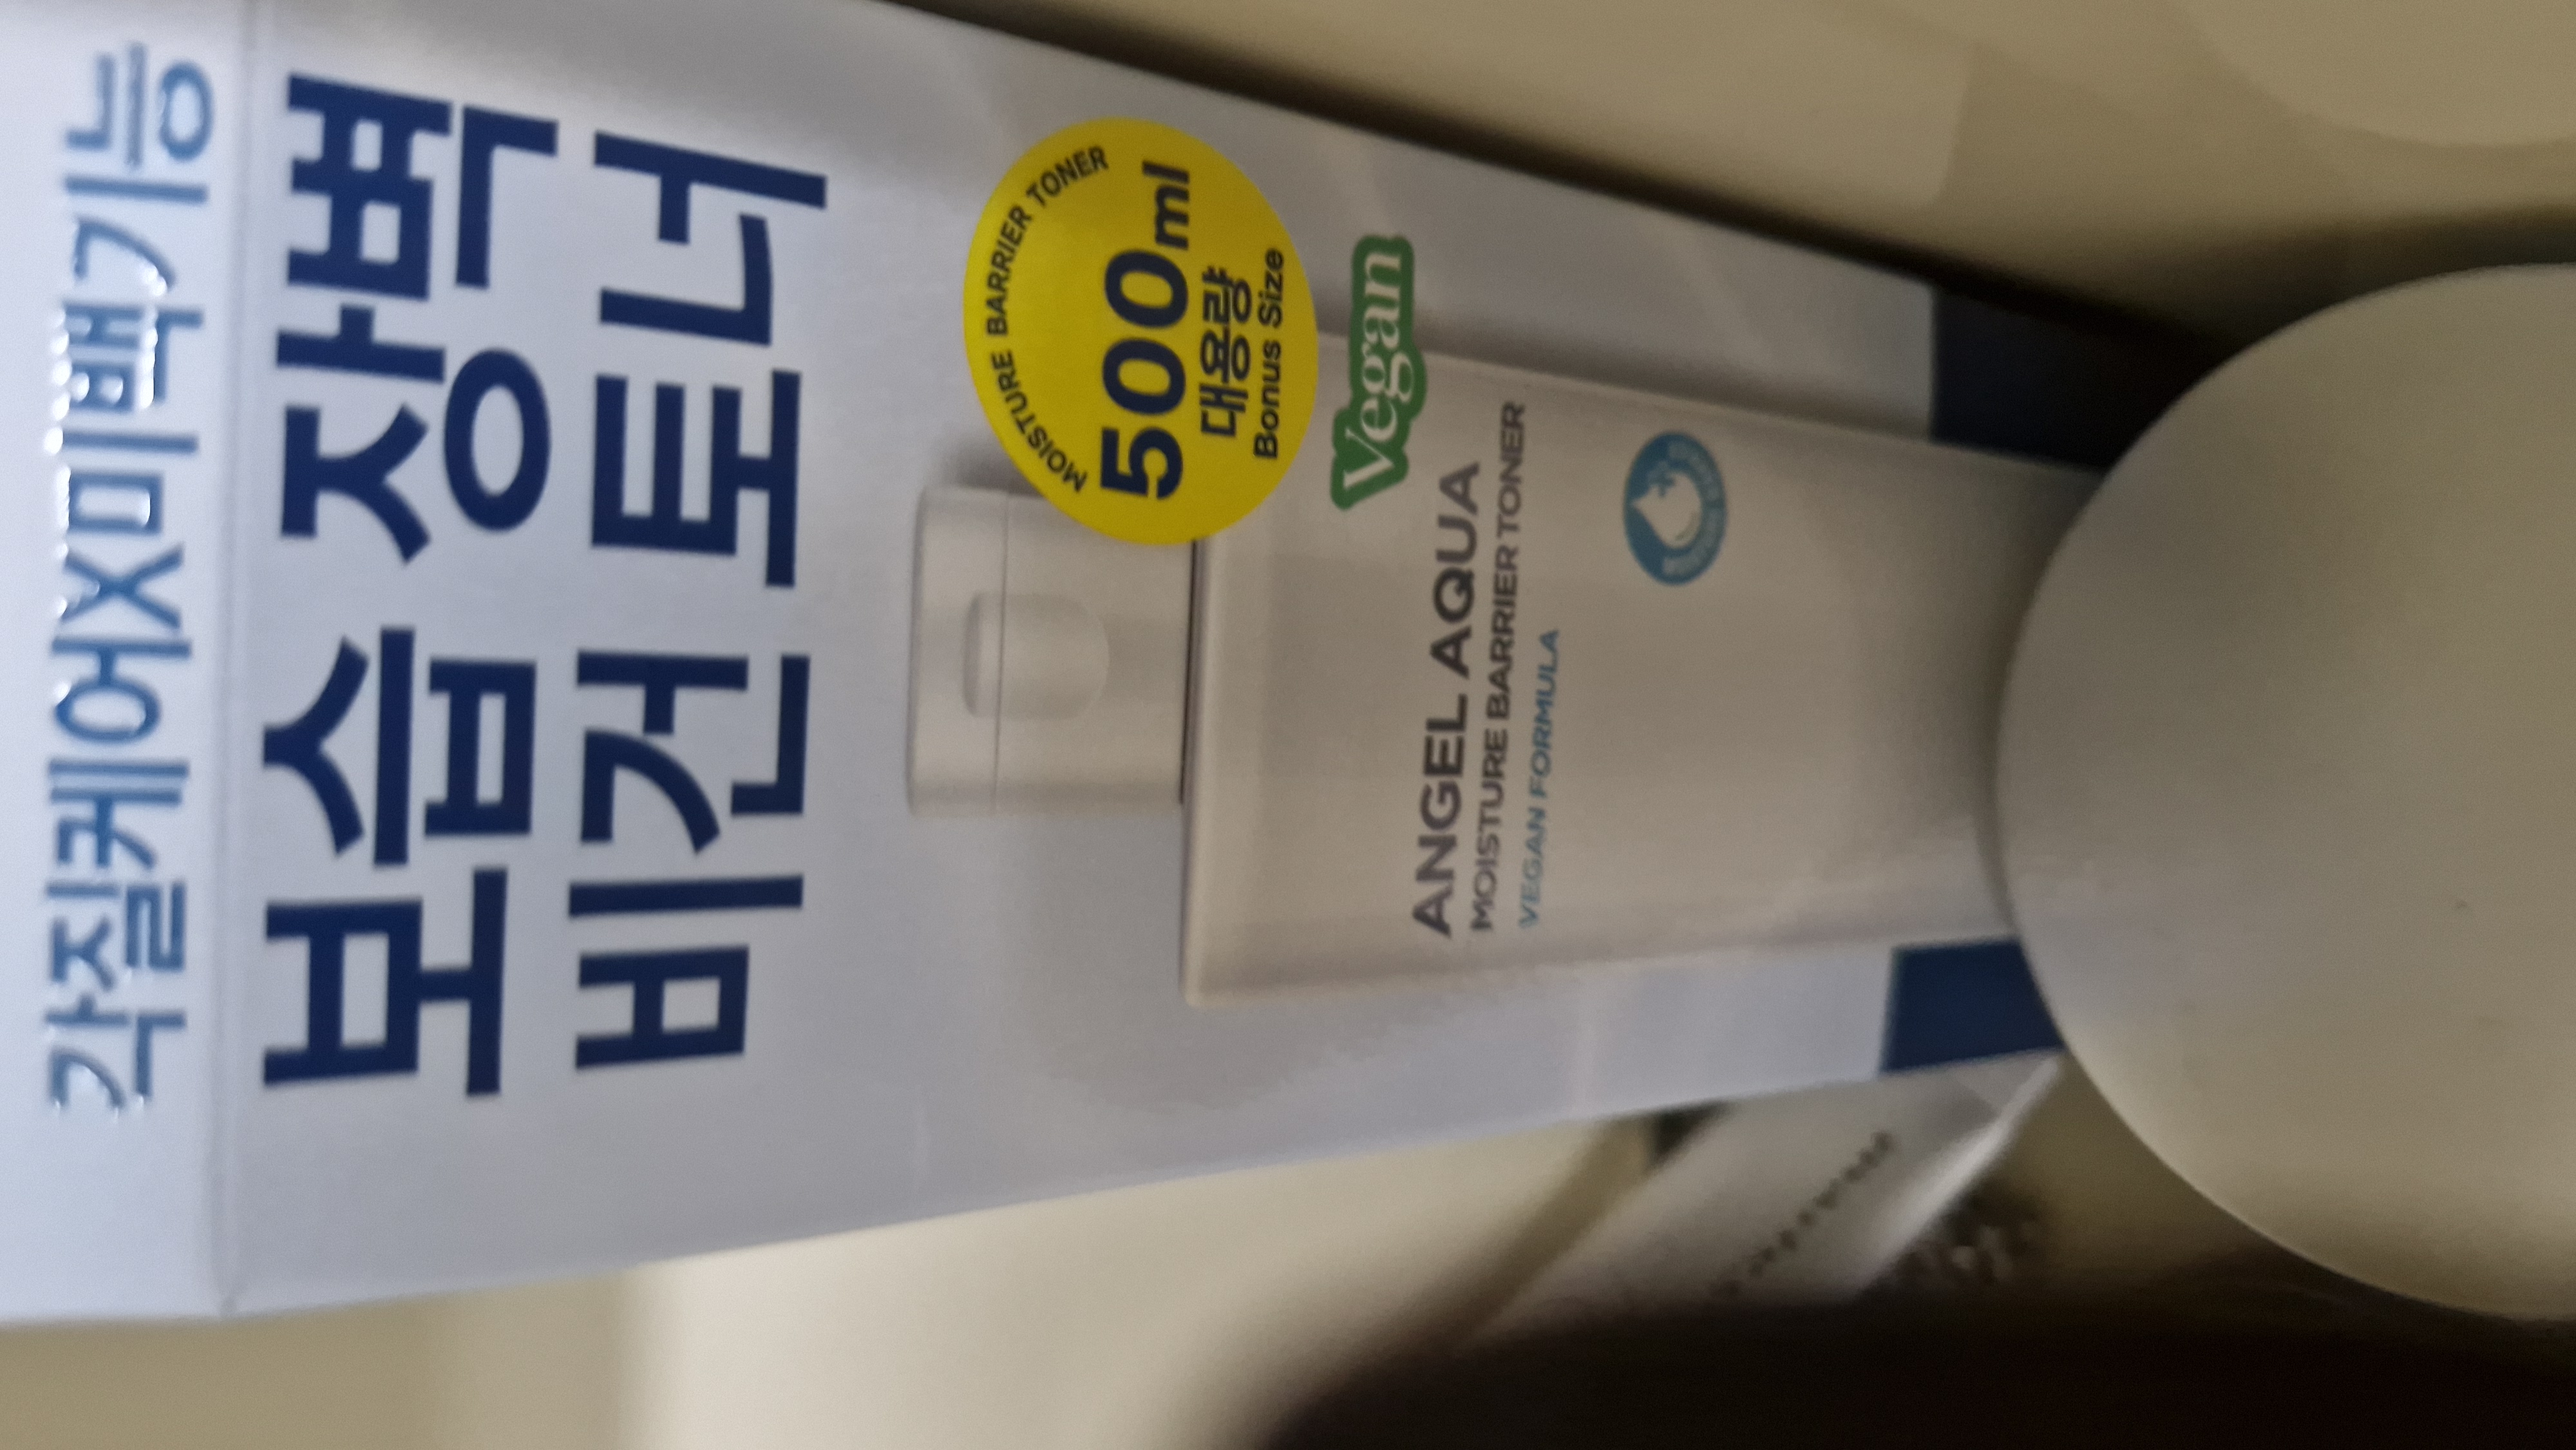 각질케어X미백기능
보습 장벽
비건 토너
MOISTURE BARRIER TONER
500ml
대용량
Bonus Size
Vegan
ANGEL AQUA
MOISTURE BARRIER TONER
VEGAN FORMULA